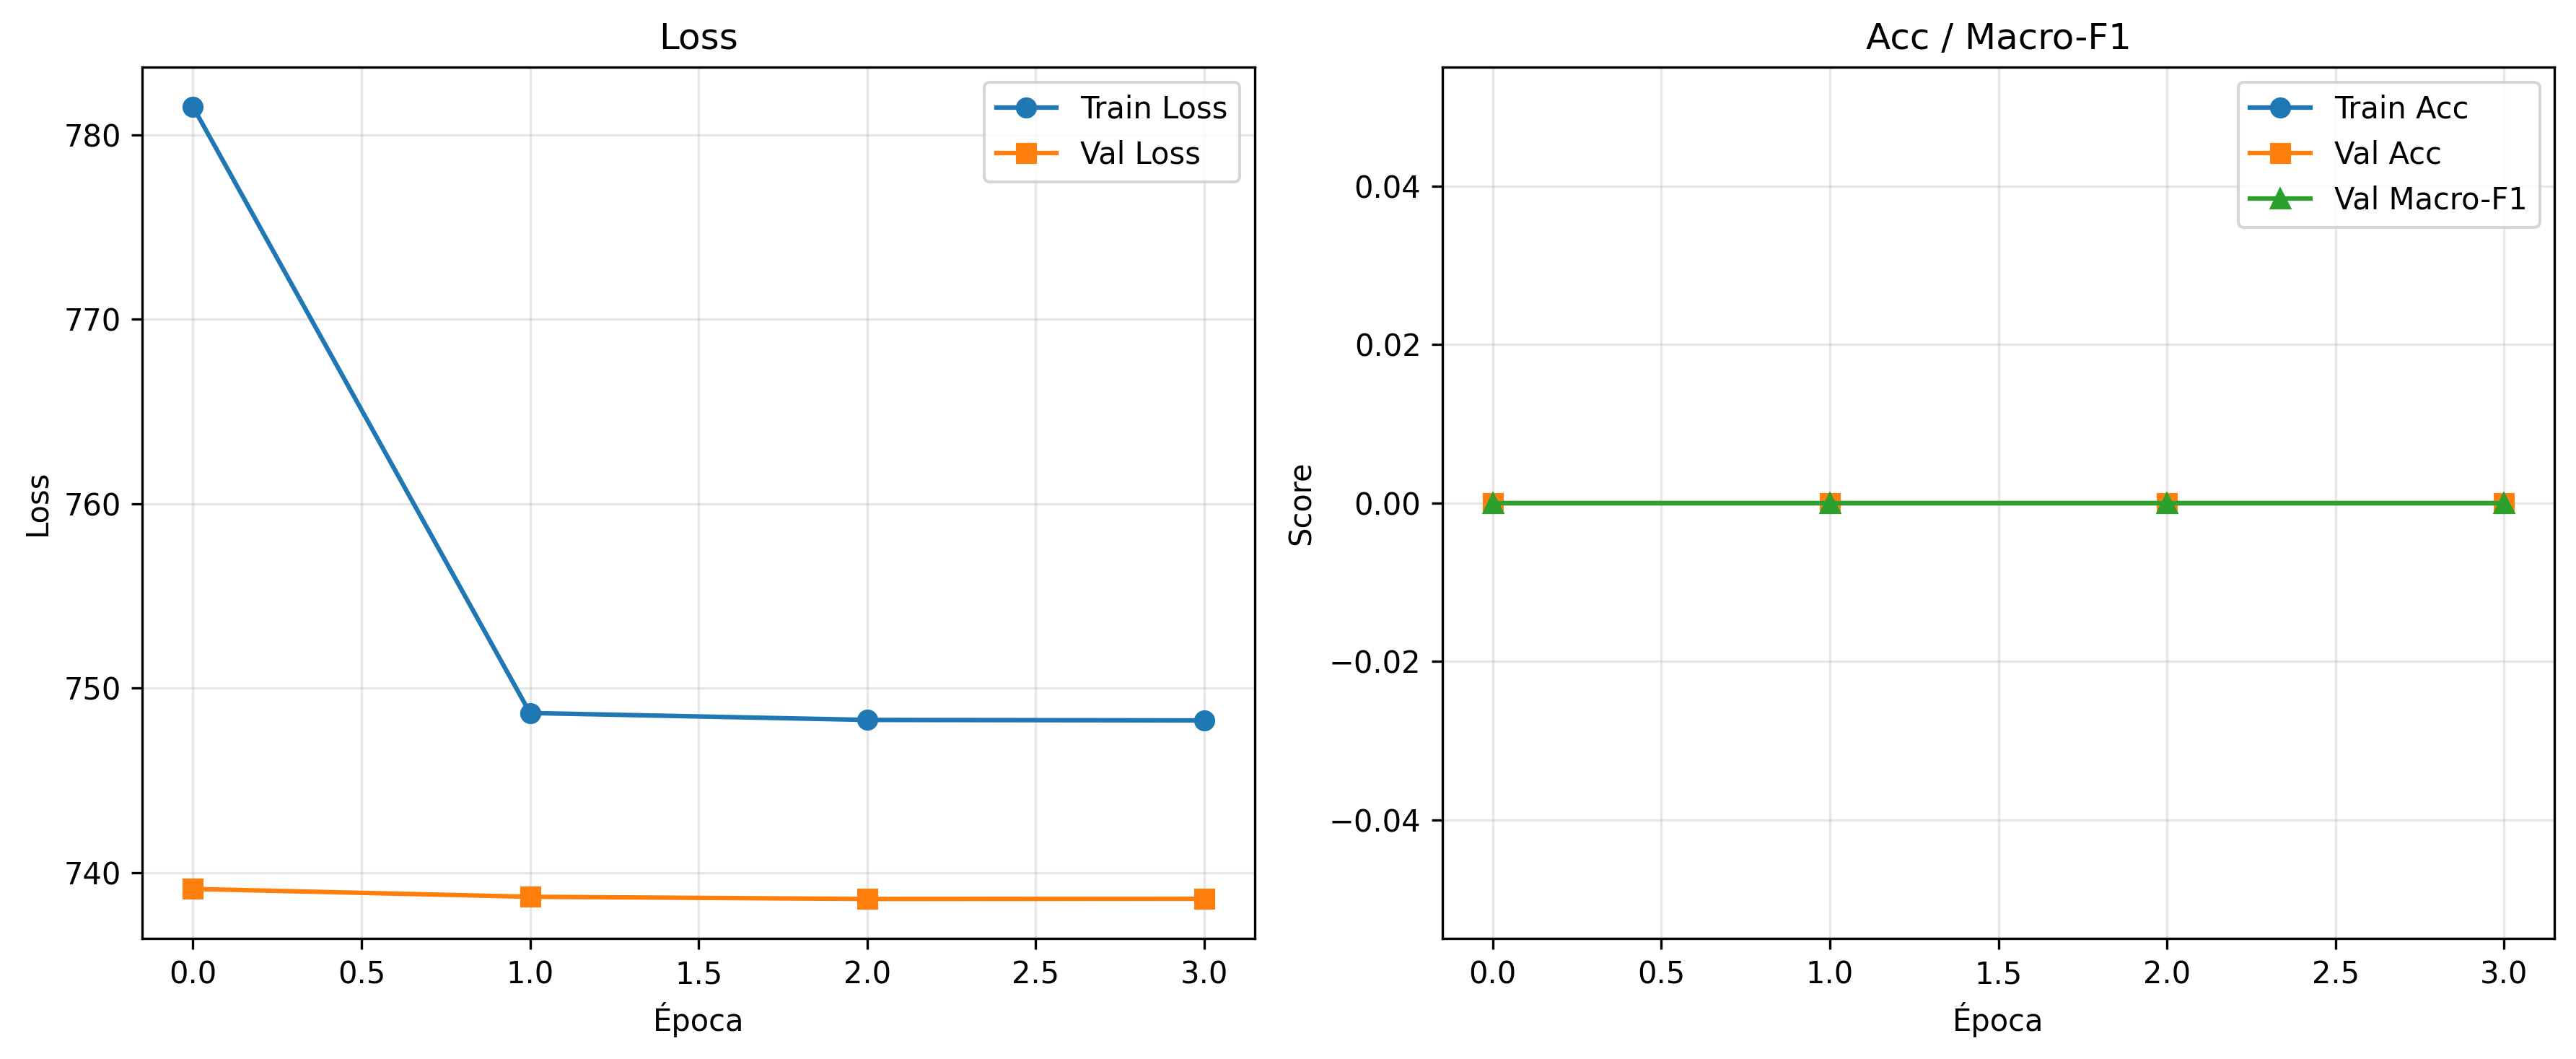 Loss
Loss
780
770
760
750
740
Train Loss
Val Loss
0.0 0.5 1.0 1.5 2.0 2.5 3.0
Época
Acc / Macro-F1
Score
0.04
0.02
0.00
−0.02
−0.04
Train Acc
Val Acc
Val Macro-F1
0.0 0.5 1.0 1.5 2.0 2.5 3.0
Época